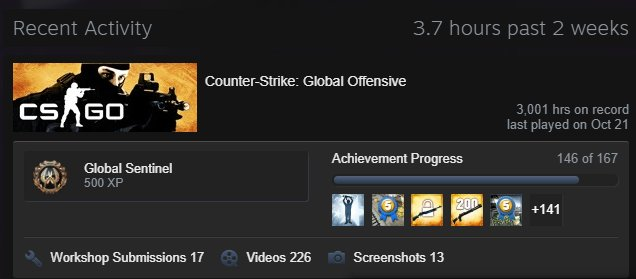 Recent Activity
3.7 hours past 2 weeks
CS GO
Counter-Strike: Global Offensive
3,001 hrs on record
last played on Oct 21
Global Sentinel
500 XP
Achievement Progress
146 of 167
5
200
5
+141
Workshop Submissions 17
Videos 226
Screenshots 13